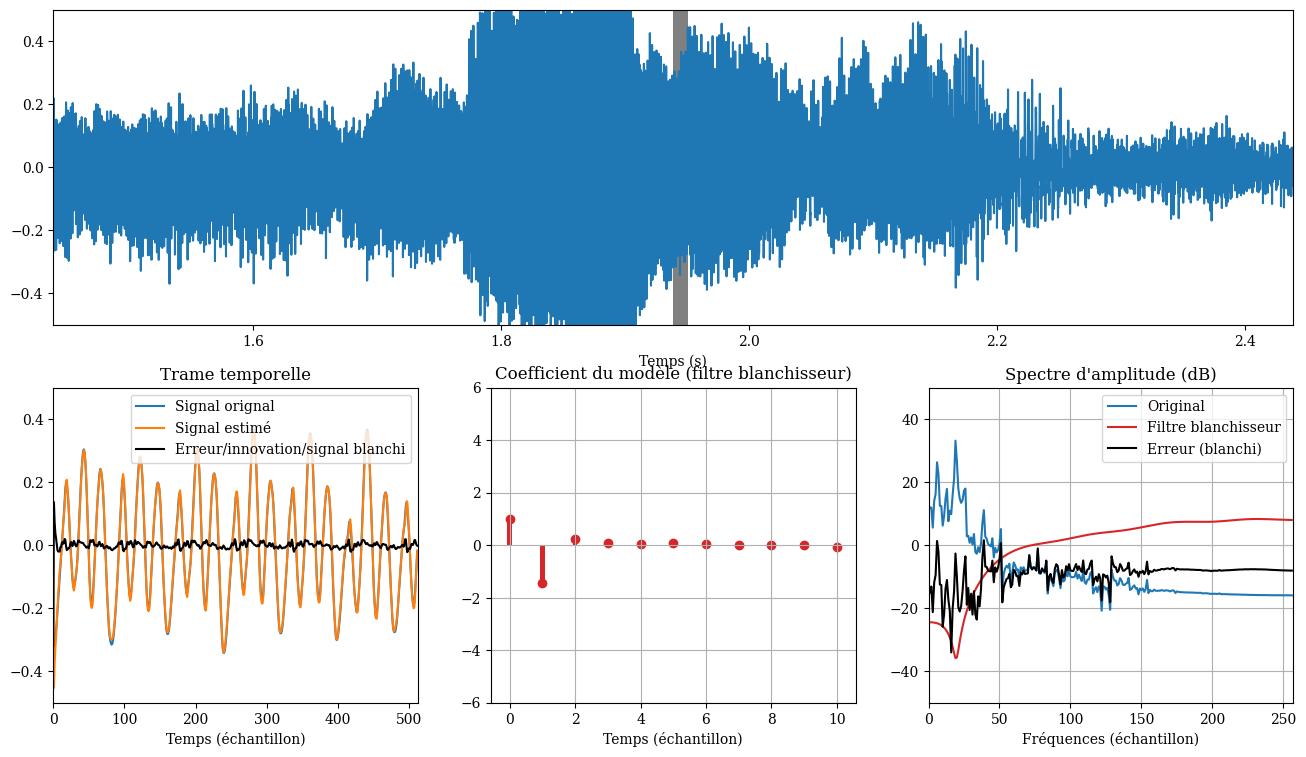 0.4
0.2
0.0
−0.2
−0.4
1.6 1.8 2.0 2.2 2.4
Temps (s)
Trame temporelle
Signal orignal
Signal estimé
Erreur/innovation/signal blanchi
0.4
0.2
0.0
−0.2
−0.4
0 100 200 300 400 500
Temps (échantillon)
Coefficient du modèle (filtre blanchisseur)
6
4
2
0
−2
−4
−6
0 2 4 6 8 10
Temps (échantillon)
Spectre d'amplitude (dB)
Original
Filtre blanchisseur
Erreur (blanchi)
40
20
0
−20
−40
0 50 100 150 200 250
Fréquences (échantillon)